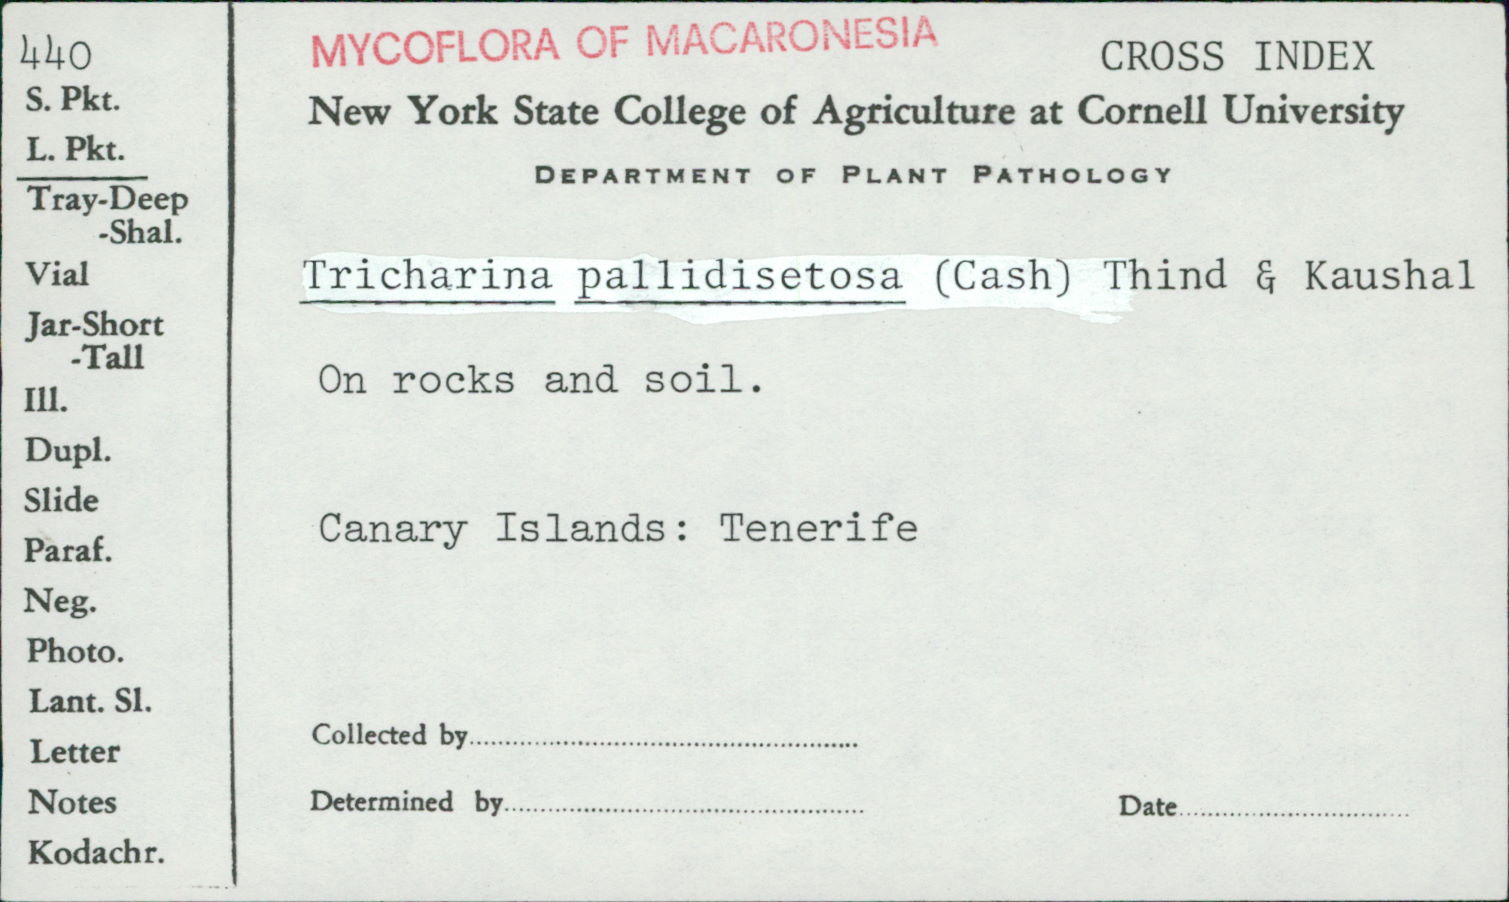 440
S. Pkt.
L. Pkt.
Tray-Deep
-Shal.
Vial
Jar-Short
-Tall
Ill.
Dupl.
Slide
Paraf.
Neg.
Photo.
Lant. Sl.
Letter
Notes
Kodachr.
MYCOFLORA OF MACARONESIA
CROSS INDEX
New York State College of Agriculture at Cornell University
DEPARTMENT OF PLANT PATHOLOGY
Tricharina pallidisetosa (Cash) Thind & Kaushal
On rocks and soil.
Canary Islands: Tenerife
Collected by
Determined by
Date